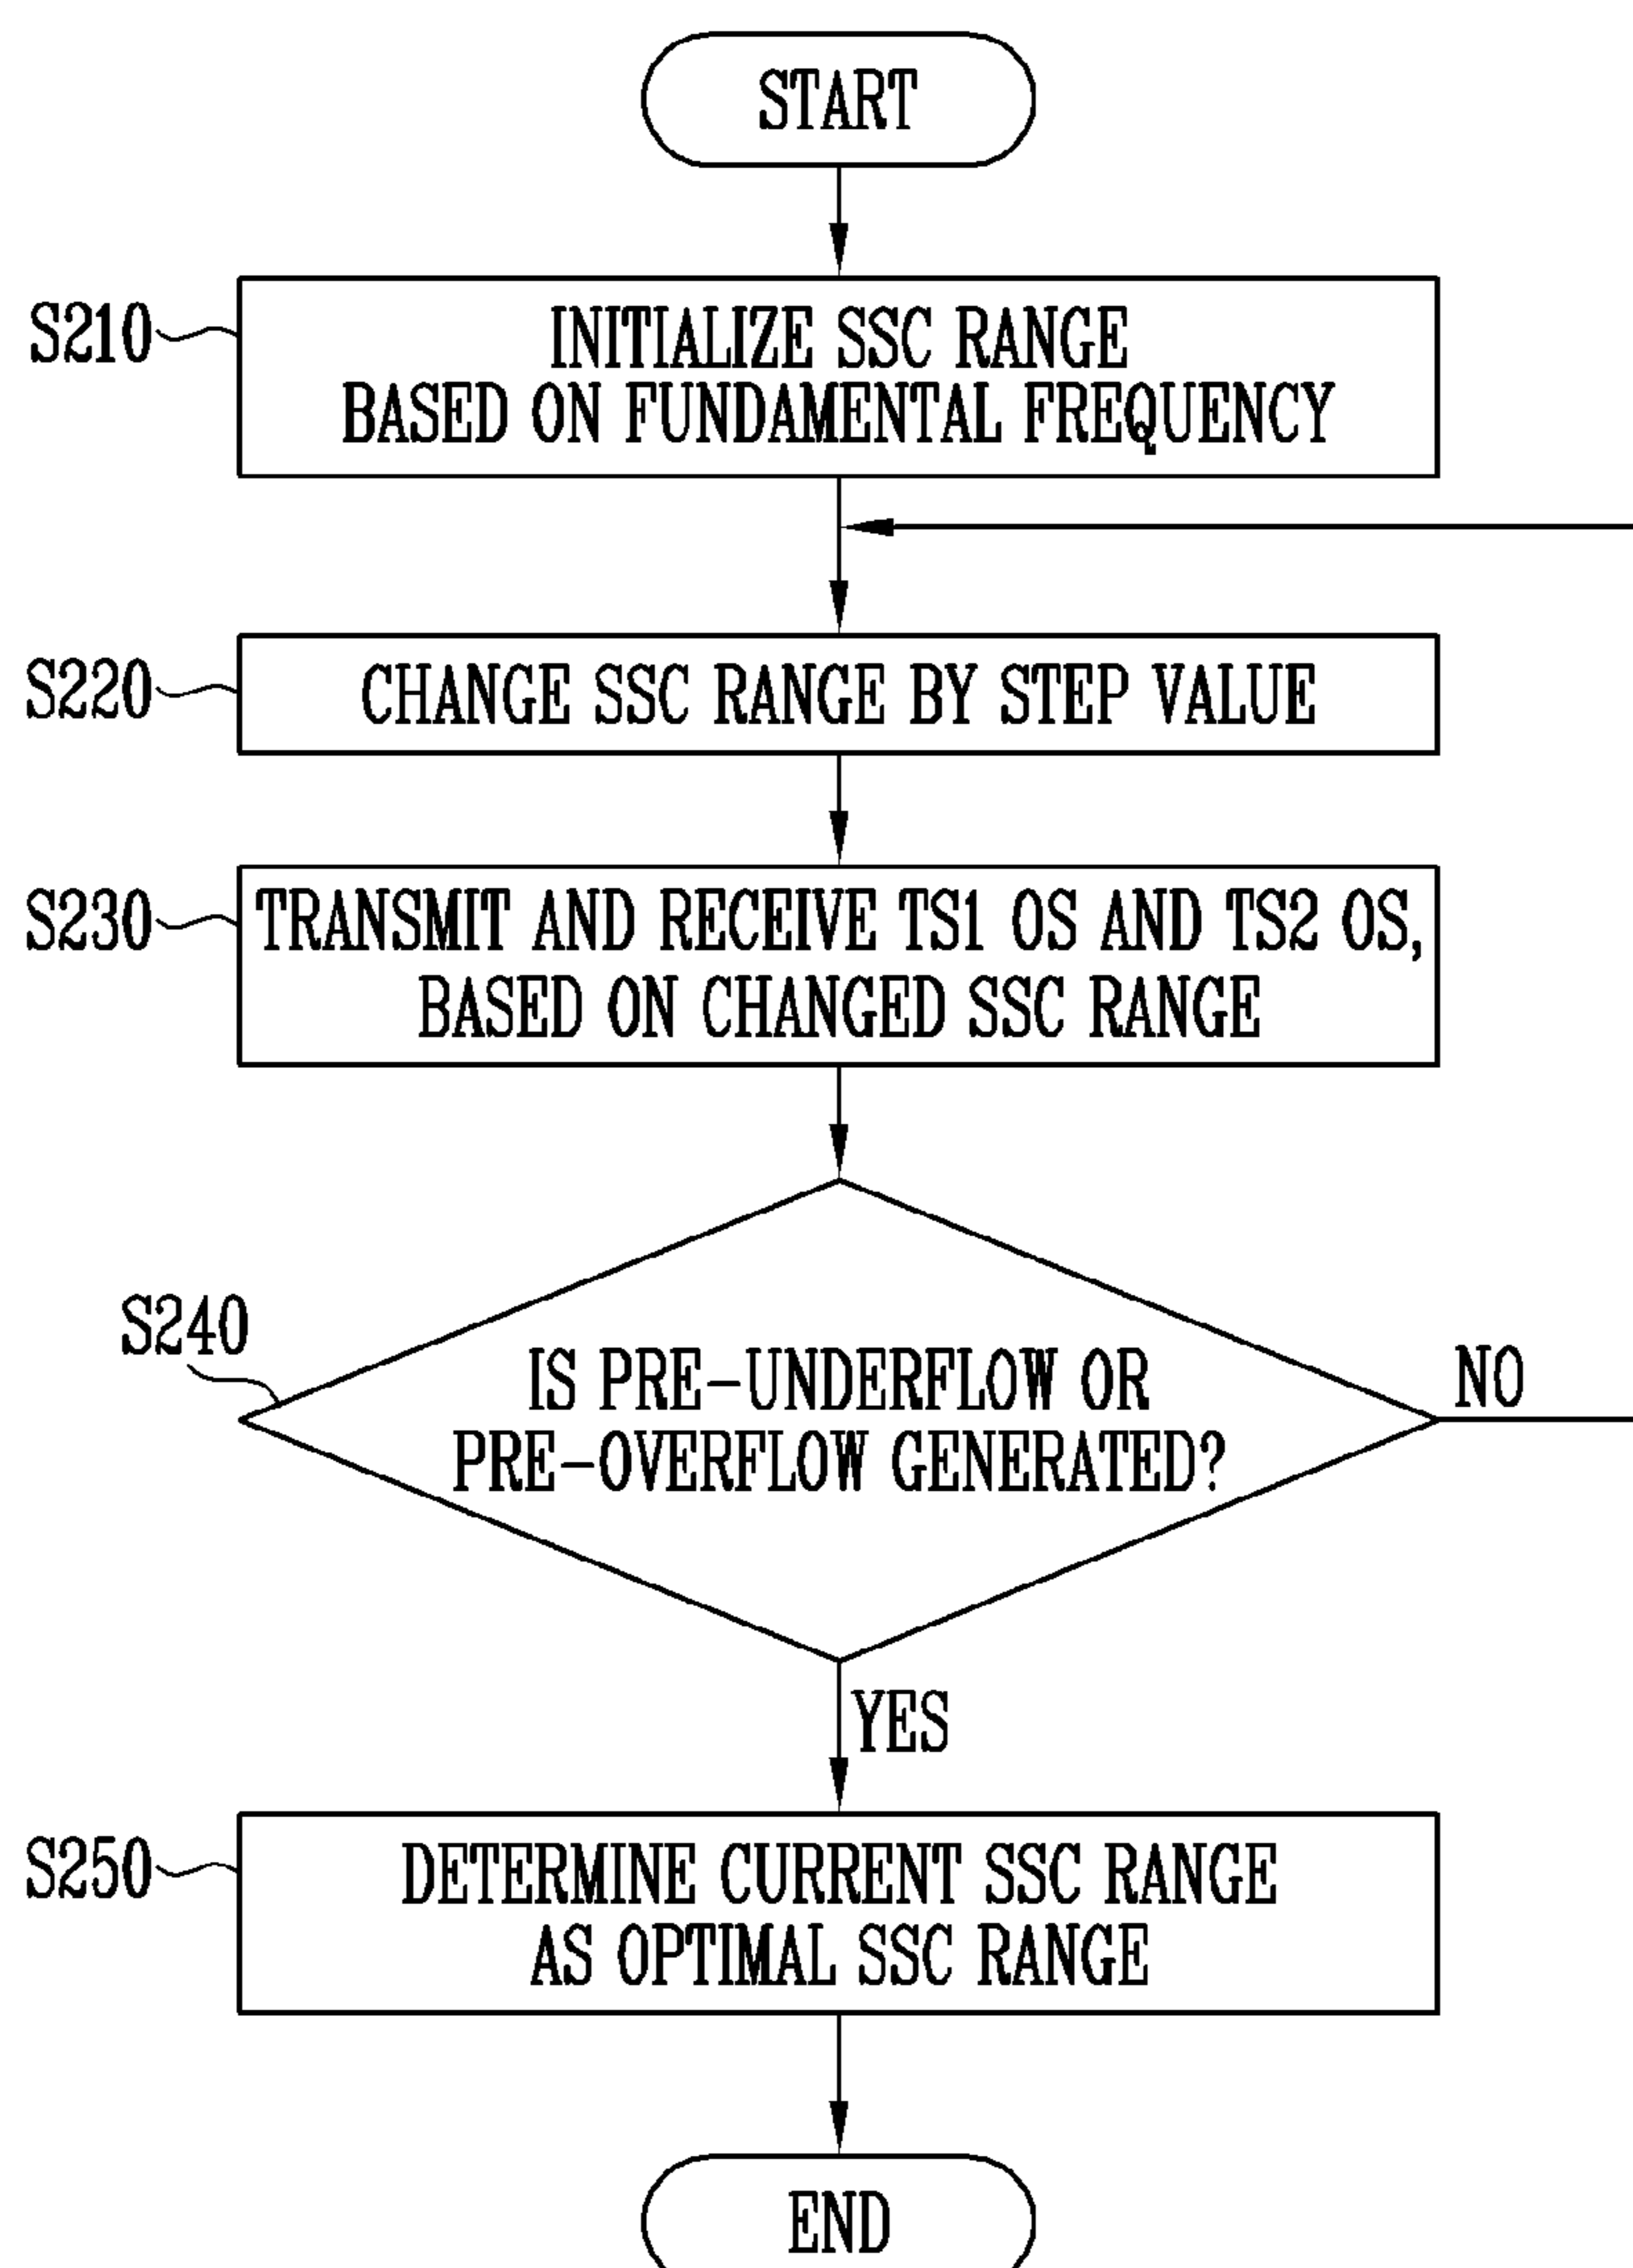 START
S210
INITIALIZE SSC RANGE
BASED ON FUNDAMENTAL FREQUENCY
S220
CHANGE SSC RANGE BY STEP VALUE
S230
TRANSMIT AND RECEIVE TS1 OS AND TS2 OS,
BASED ON CHANGED SSC RANGE
S240
IS PRE-UNDERFLOW OR
PRE-OVERFLOW GENERATED?
NO
YES
S250
DETERMINE CURRENT SSC RANGE
AS OPTIMAL SSC RANGE
END